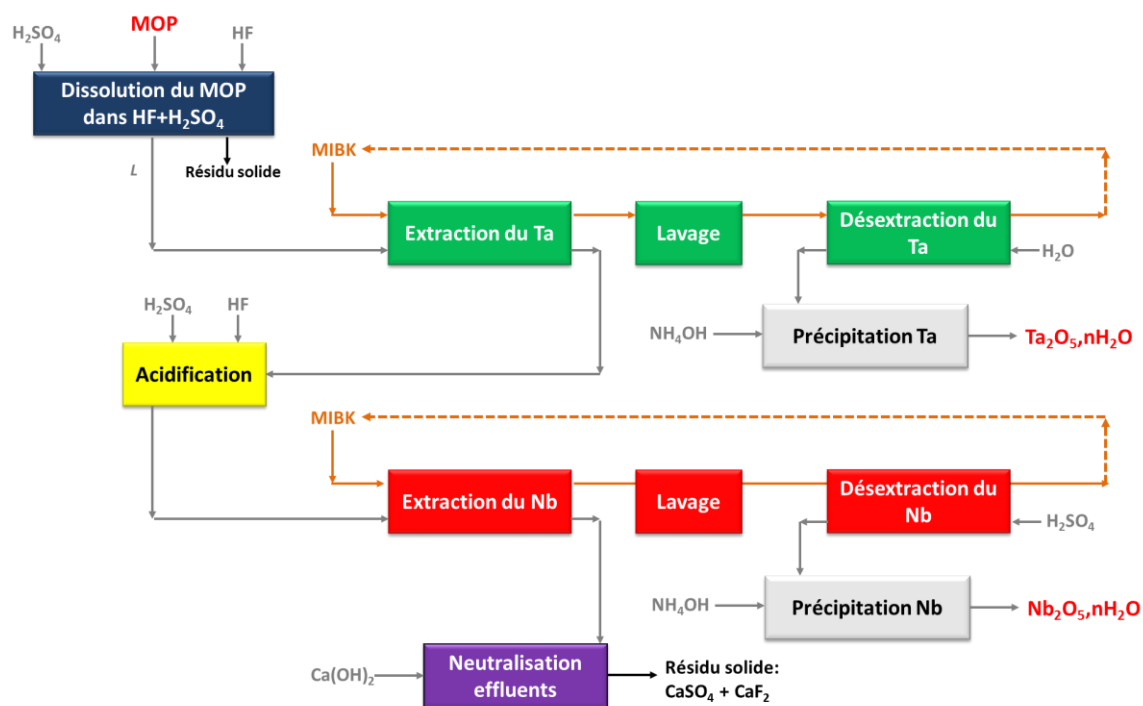 H₂SO₄
MOP
HF
Dissolution du MOP
dans HF+H₂SO₄
L
Résidu solide
MIBK
Extraction du Ta
Lavage
Désextraction du
Ta
H₂O
H₂SO₄
HF
NH₄OH
Précipitation Ta
Ta₂O₅,nH₂O
Acidification
MIBK
Extraction du Nb
Lavage
Désextraction du
Nb
H₂SO₄
NH₄OH
Précipitation Nb
Nb₂O₅,nH₂O
Ca(OH)₂
Neutralisation
effluents
Résidu solide:
CaSO₄ + CaF₂